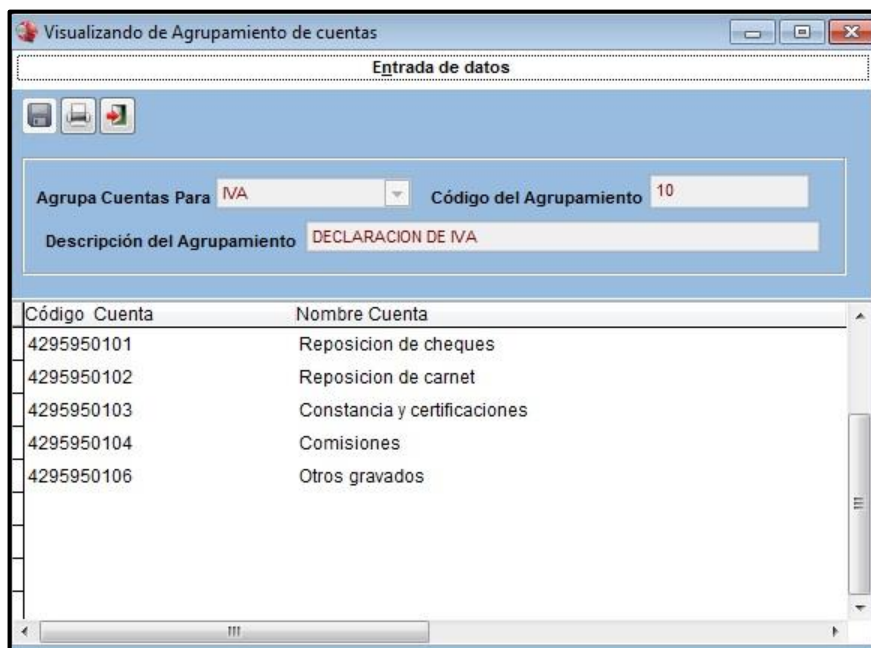 Visualizando de Agrupamiento de cuentas
Entrada de datos
Agrupa Cuentas Para IVA Código del Agrupamiento 10
Descripción del Agrupamiento DECLARACION DE IVA
Código Cuenta Nombre Cuenta
4295950101 Reposicion de cheques
4295950102 Reposicion de carnet
4295950103 Constancia y certificaciones
4295950104 Comisiones
4295950106 Otros gravados